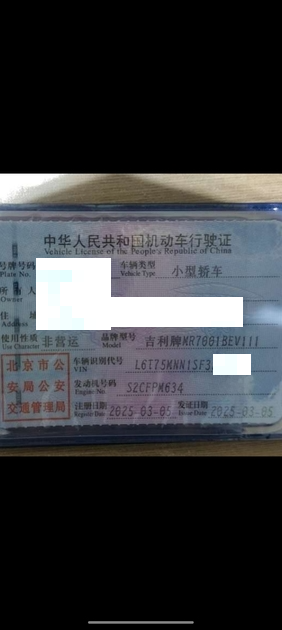 中华人民共和国机动车行驶证
Vehicle License of the People's Republic of China
号牌号码
Plate No.
车辆类型 小型轿车
Vehicle Type
所 有 人
Owner
住 址
Address
使用性质 非营运 品牌型号 吉利牌MR7001BEV111
Use Character Model
北京市公
安局公安
交通管理局
车辆识别代号 L6T75MNN1SF3
VIN
发动机号码 S2CFPM634
Engine No.
注册日期 2025-03-05 发证日期 2025-03-05
Register Date Issue Date